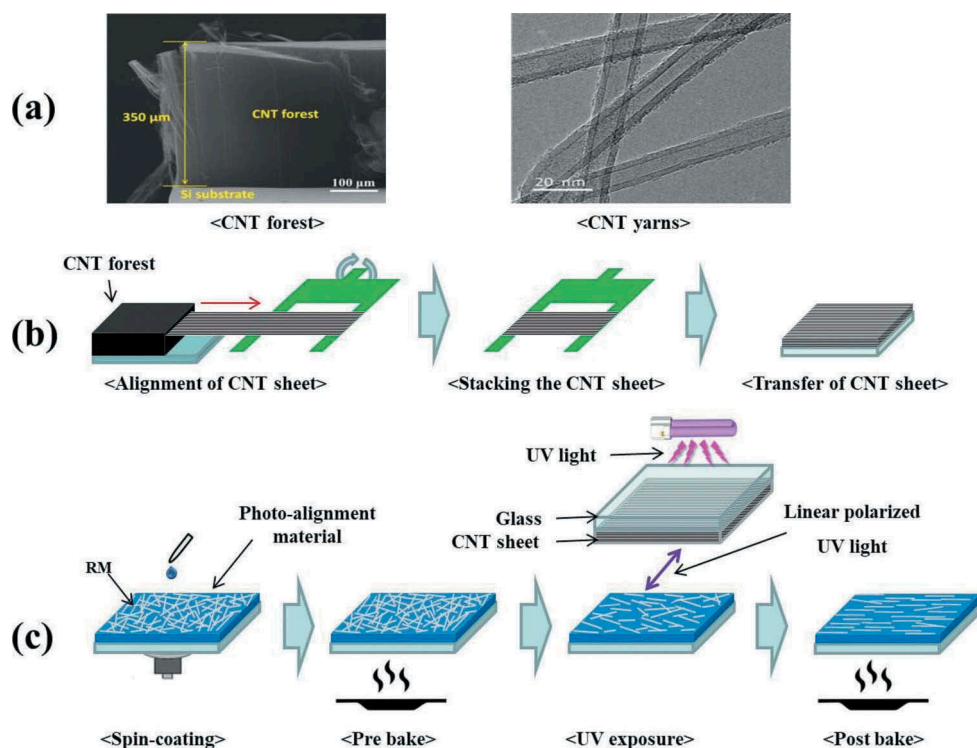 (a)
350 μm
CNT forest
Si substrate
100 μm
20 nm
<CNT forest>
<CNT yarns>
(b)
CNT forest
<Alignment of CNT sheet>
<Stacking the CNT sheet>
<Transfer of CNT sheet>
(c)
UV light
Glass
CNT sheet
Linear polarized
UV light
Photo-alignment
material
RM
<Spin-coating>
<Pre bake>
<UV exposure>
<Post bake>